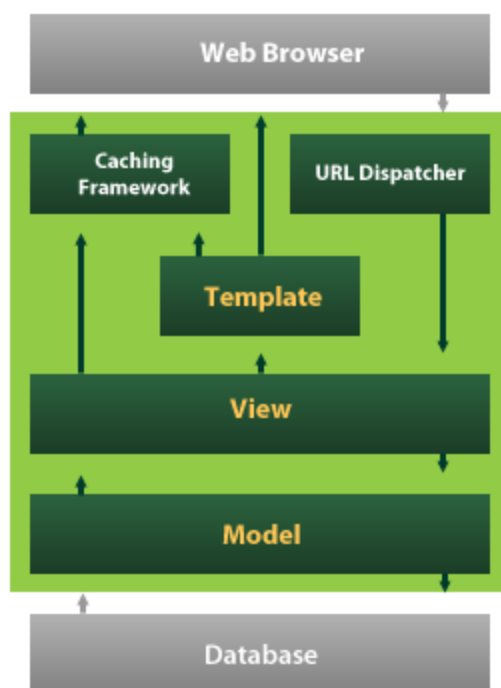 Web Browser
Caching
Framework
URL Dispatcher
Template
View
Model
Database